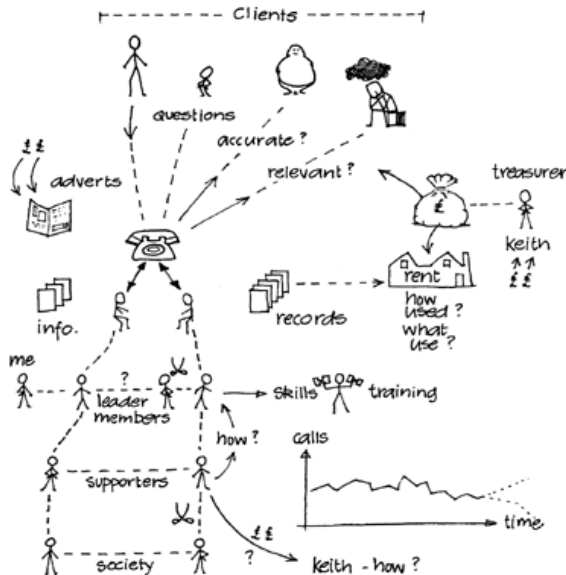 Clients
questions
accurate?
relevant?
££
adverts
treasurer
£
keith
££
rent
how
used?
what
use?
info.
records
me
?
leader
members
skills
training
how?
calls
supporters
time
££
?
society
keith - how?